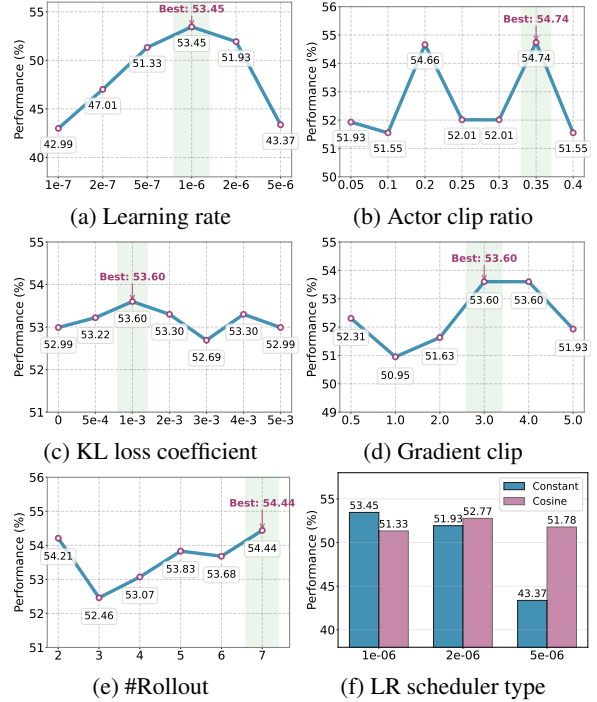 Performance (%)
55
50
45
40
Best: 53.45
42.99
47.01
51.33
53.45
51.93
43.37
1e-7 2e-7 5e-7 1e-6 2e-6 5e-6
(a) Learning rate
Performance (%)
56
55
54
53
52
51
50
Best: 54.74
51.93
51.55
54.66
52.01
52.01
54.74
51.55
0.05 0.1 0.2 0.25 0.3 0.35 0.4
(b) Actor clip ratio
Performance (%)
55
54
53
52
51
Best: 53.60
52.99
53.22
53.60
53.30
52.69
53.30
52.99
0 5e-4 1e-3 2e-3 3e-3 4e-3 5e-3
(c) KL loss coefficient
Performance (%)
55
54
53
52
51
50
49
Best: 53.60
52.31
50.95
51.63
53.60
53.60
51.93
0.5 1.0 2.0 3.0 4.0 5.0
(d) Gradient clip
Performance (%)
56
55
54
53
52
51
Best: 54.44
54.21
52.46
53.07
53.83
53.68
54.44
2 3 4 5 6 7
(e) #Rollout
Performance (%)
55
50
45
40
Constant
Cosine
53.45
51.33
51.93
52.77
43.37
51.78
1e-06 2e-06 5e-06
(f) LR scheduler type